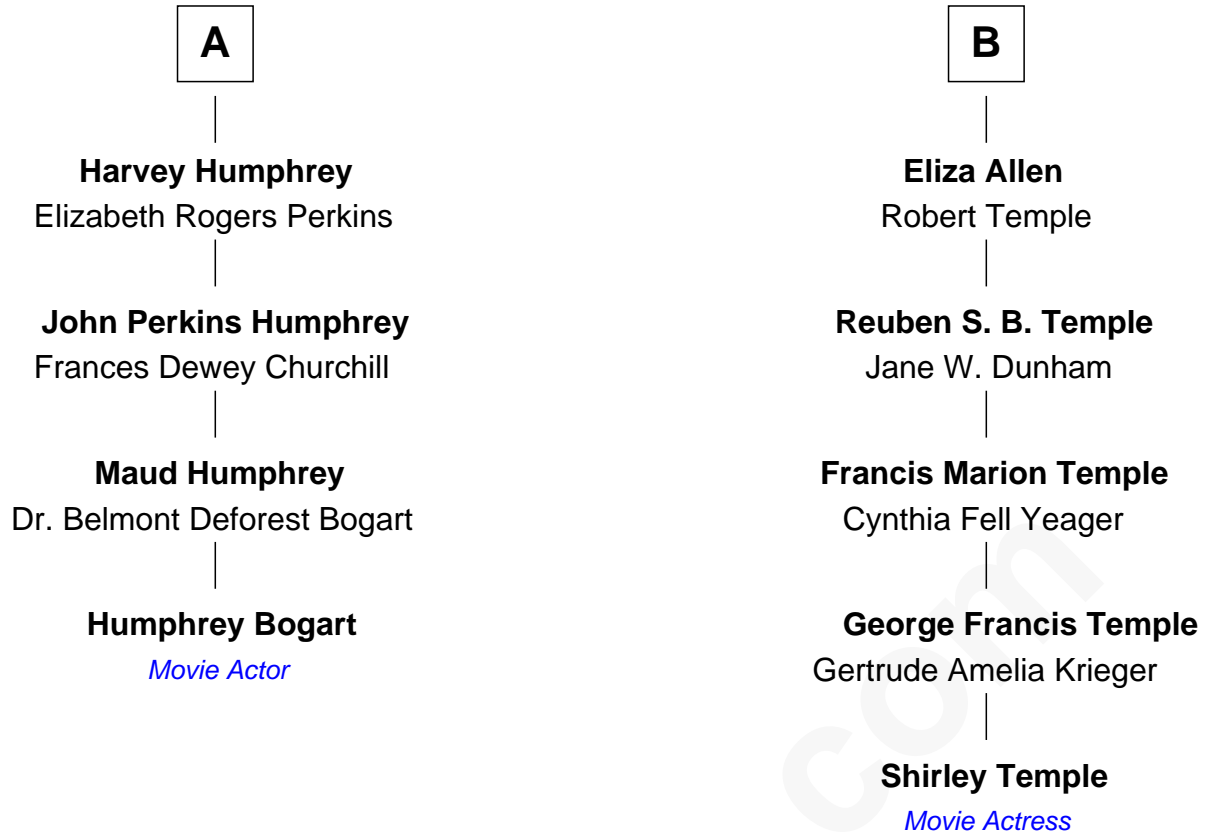 A
Harvey Humphrey
Elizabeth Rogers Perkins
John Perkins Humphrey
Frances Dewey Churchill
Maud Humphrey
Dr. Belmont Deforest Bogart
Humphrey Bogart
Movie Actor
B
Eliza Allen
Robert Temple
Reuben S. B. Temple
Jane W. Dunham
Francis Marion Temple
Cynthia Fell Yeager
George Francis Temple
Gertrude Amelia Krieger
Shirley Temple
Movie Actress
com